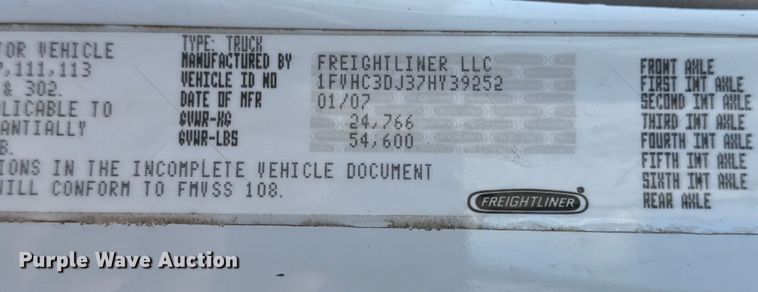 OR VEHICLE
,111,113
& 302.
LICABLE TO
ANTIALLY
B.
TYPE: TRUCK
MANUFACTURED BY FREIGHTLINER LLC
VEHICLE ID NO 1FVHC3DJ37HY39252
DATE OF MFR 01/07
GVWR-KG 24,766
GVWR-LBS 54,600
IONS IN THE INCOMPLETE VEHICLE DOCUMENT
WILL CONFORM TO FMVSS 108.
FREIGHTLINER®
FRONT AXLE
FIRST INT AXLE
SECOND INT AXLE
THIRD INT AXLE
FOURTH INT AXLE
FIFTH INT AXLE
SIXTH INT AXLE
REAR AXLE
Purple Wave Auction